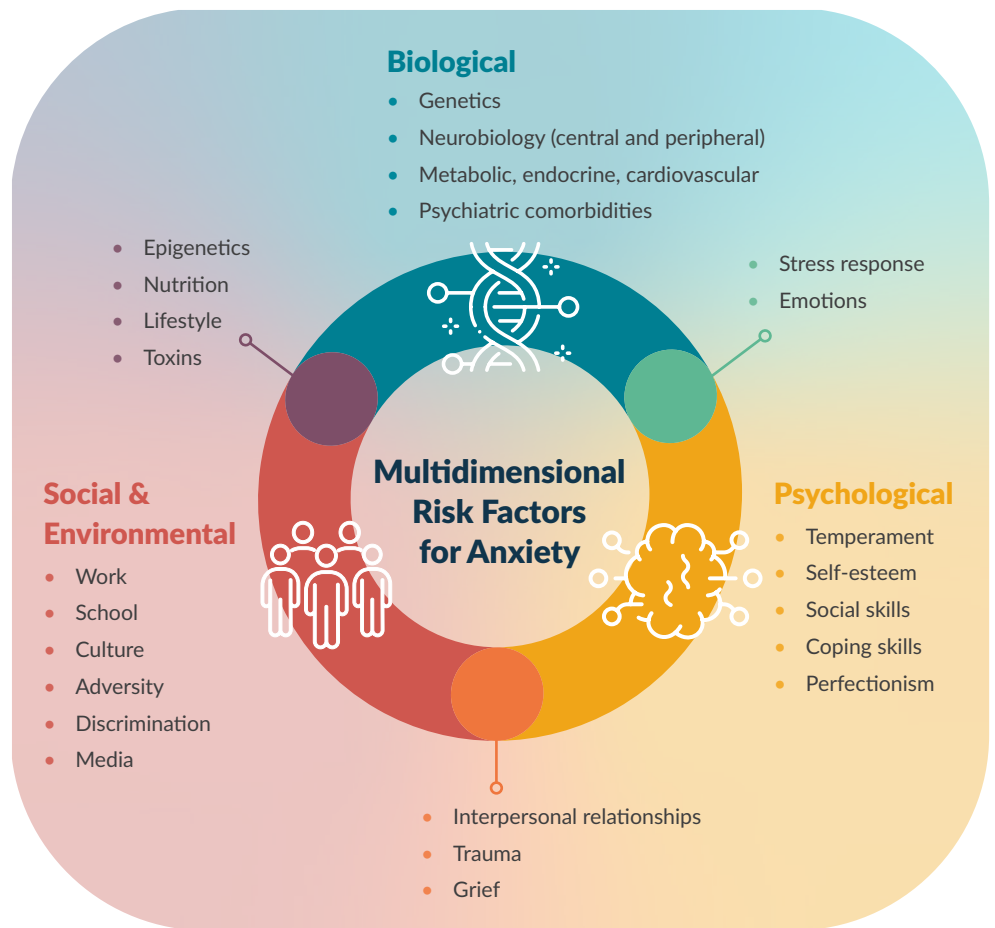 Biological
• Genetics
• Neurobiology (central and peripheral)
• Metabolic, endocrine, cardiovascular
• Psychiatric comorbidities
• Epigenetics
• Nutrition
• Lifestyle
• Toxins
• Stress response
• Emotions
Multidimensional
Risk Factors
for Anxiety
Social &
Environmental
• Work
• School
• Culture
• Adversity
• Discrimination
• Media
Psychological
• Temperament
• Self-esteem
• Social skills
• Coping skills
• Perfectionism
• Interpersonal relationships
• Trauma
• Grief